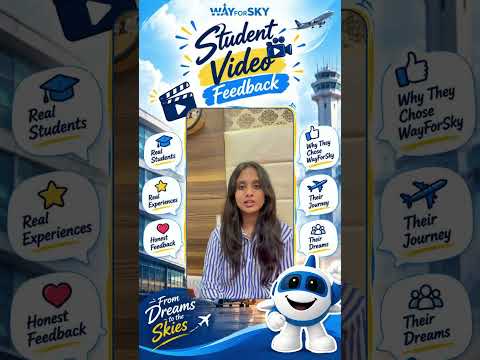 WAYFORSKY
Student
Video
Feedback
Real
Students
Real
Experiences
Honest
Feedback
Real
Students
Real
Experiences
Honest
Feedback
Why They
Chose
WayForSky
Their
Journey
Their
Dreams
Why They
Chose
WayForSky
Their
Journey
Their
Dreams
From
Dreams
to the
Skies